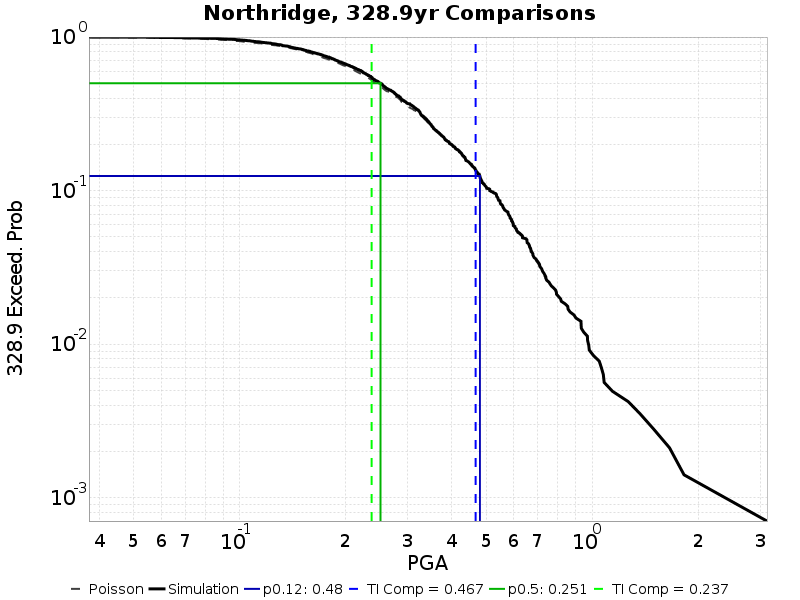 Northridge, 328.9yr Comparisons
10^0
10^-1
10^-2
10^-3
328.9 Exceed. Prob
4 5 6 7 10^-1 2 3 4 5 6 7 10^0 2 3
PGA
Poisson Simulation p0.12: 0.48 TI Comp = 0.467 p0.5: 0.251 TI Comp = 0.237